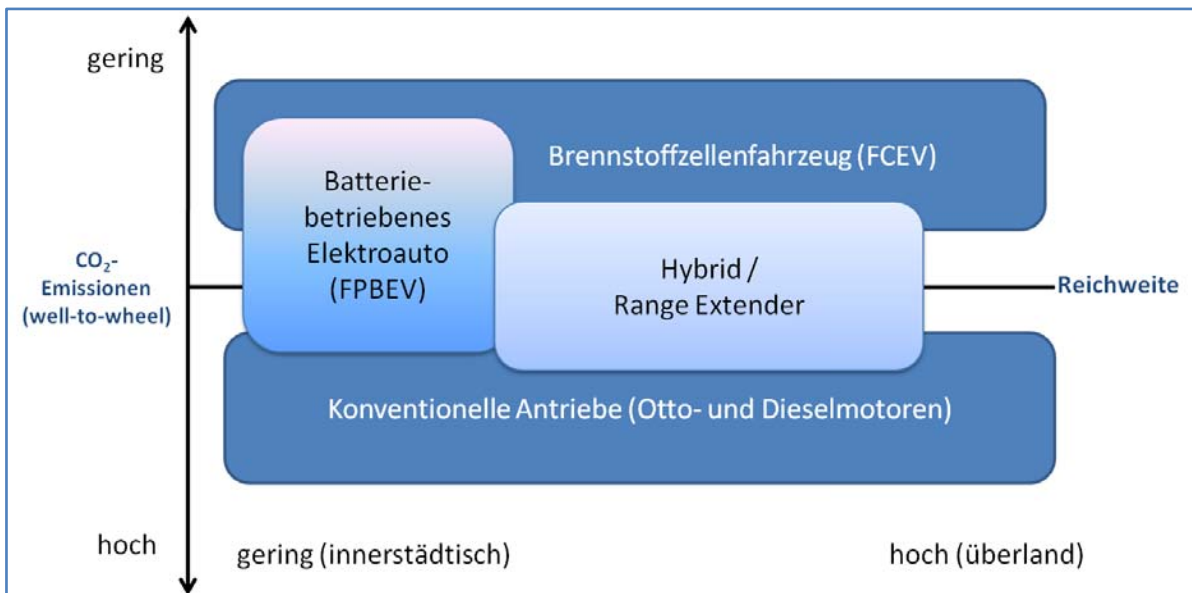 gering
Brennstoffzellenfahrzeug (FCEV)
Batterie-
betriebenes
Elektroauto
(FPBEV)
CO₂-
Emissionen
(well-to-wheel)
Hybrid /
Range Extender
Reichweite
Konventionelle Antriebe (Otto- und Dieselmotoren)
hoch
gering (innerstädtisch)
hoch (überland)